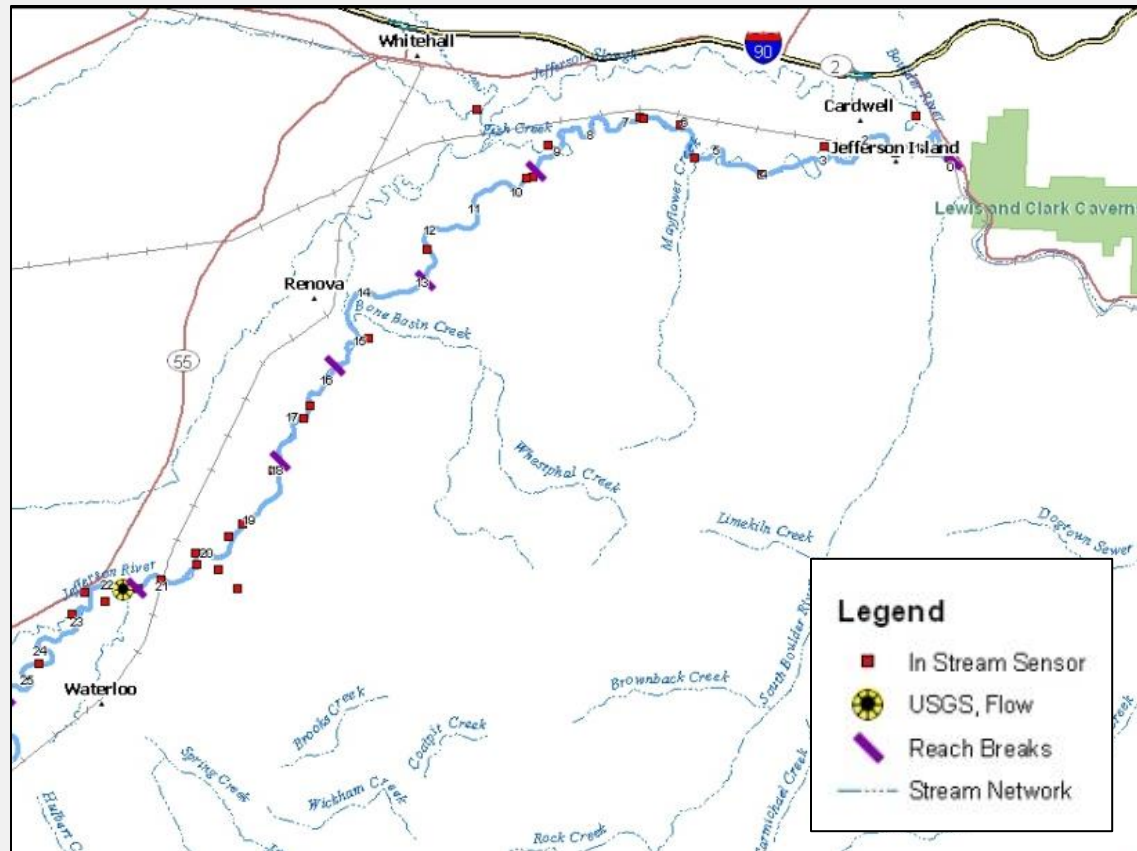 Whitehall
90
Jefferson Slough
2
Boulder River
Cardwell
Fish Creek
7
6
8
9
5
3
2
Jefferson Island
0
10
Mayflower Creek
Lewis and Clark Cavern
11
12
13
14
Renova
Bone Basin Creek
15
55
16
17
Whestphal Creek
18
19
Limekiln Creek
Dogtown Sewer
20
Jefferson River
22
21
23
24
25
Waterloo
Brownback Creek
South Boulder River
Brooks Creek
Codpit Creek
Spring Creek
Wickham Creek
Rock Creek
Legend
In Stream Sensor
USGS, Flow
Reach Breaks
Stream Network